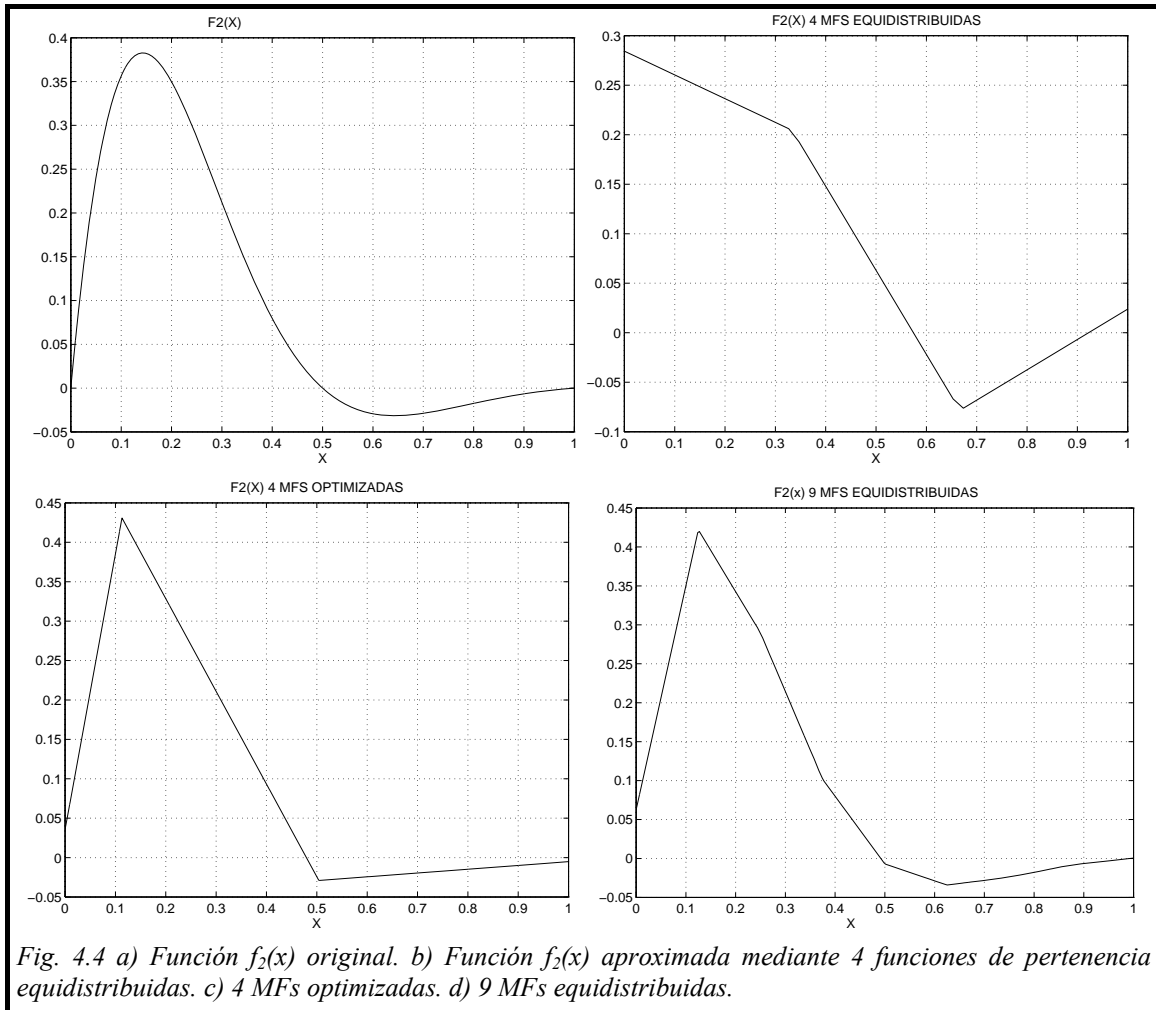 F2(X)
0.4
0.35
0.3
0.25
0.2
0.15
0.1
0.05
0
−0.05
0 0.1 0.2 0.3 0.4 0.5 0.6 0.7 0.8 0.9 1
X
F2(X) 4 MFS EQUIDISTRIBUIDAS
0.3
0.25
0.2
0.15
0.1
0.05
0
−0.05
−0.1
0 0.1 0.2 0.3 0.4 0.5 0.6 0.7 0.8 0.9 1
X
F2(X) 4 MFS OPTIMIZADAS
0.45
0.4
0.35
0.3
0.25
0.2
0.15
0.1
0.05
0
−0.05
0 0.1 0.2 0.3 0.4 0.5 0.6 0.7 0.8 0.9 1
X
F2(x) 9 MFS EQUIDISTRIBUIDAS
0.45
0.4
0.35
0.3
0.25
0.2
0.15
0.1
0.05
0
−0.05
0 0.1 0.2 0.3 0.4 0.5 0.6 0.7 0.8 0.9 1
X
Fig. 4.4 a) Función f₂(x) original. b) Función f₂(x) aproximada mediante 4 funciones de pertenencia
equidistribuidas. c) 4 MFs optimizadas. d) 9 MFs equidistribuidas.